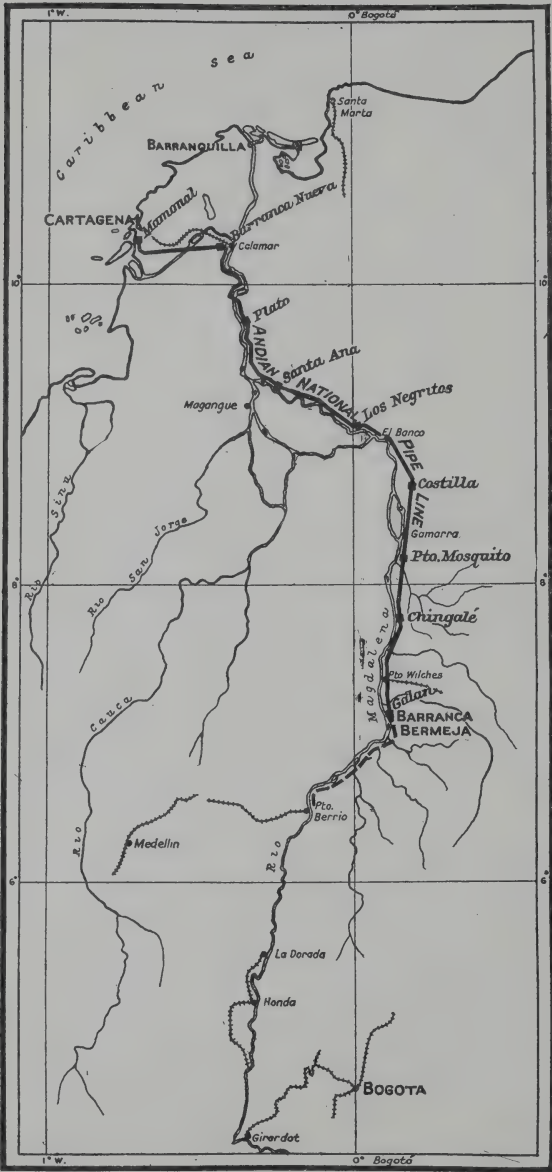 1° W.
0° Bogotá
Caribbean Sea
Santa Marta
BARRANQUILLA
CARTAGENA
Mamonal
Barranca Nueva
Calamar
10°
10°
Plato
ANDIAN NATIONAL PIPE LINE
Santa Ana
Los Negritos
Magangue
El Banco
Costilla
Rio Sinu
Rio San Jorge
Gamarra
Pto. Mosquito
8°
8°
Chingalé
Rio Magdalena
Pto Wilches
Galan
BARRANCA
BERMEJA
Rio Cauca
Pto.
Berrio
Medellin
6°
6°
La Dorada
Honda
BOGOTA
Girardot
1° W.
0° Bogotá